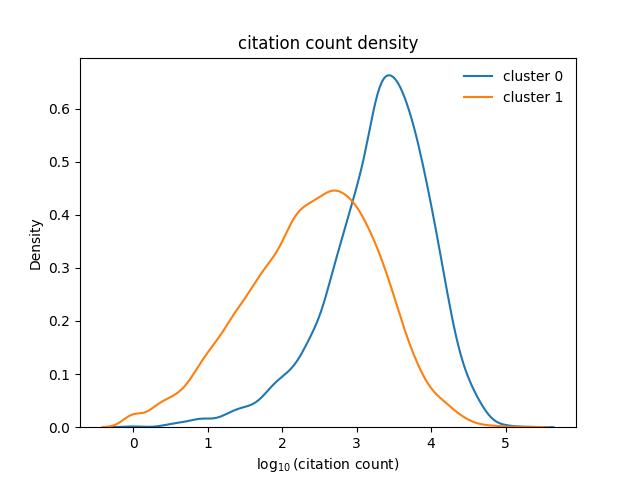 citation count density
cluster 0
cluster 1
Density
0.6
0.5
0.4
0.3
0.2
0.1
0.0
0 1 2 3 4 5
log₁₀(citation count)